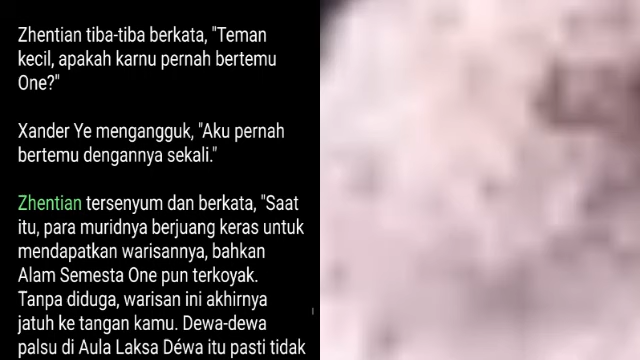 Zhentian tiba-tiba berkata, "Teman
kecil, apakah karnu pernah bertemu
One?"
Xander Ye mengangguk, "Aku pernah
bertemu dengannya sekali."
Zhentian tersenyum dan berkata, "Saat
itu, para muridnya berjuang keras untuk
mendapatkan warisannya, bahkan
Alam Semesta One pun terkoyak.
Tanpa diduga, warisan ini akhirnya
jatuh ke tangan kamu. Dewa-dewa
palsu di Aula Laksa Déwa itu pasti tidak